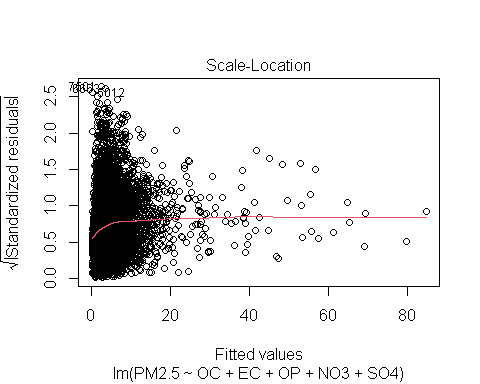 Scale-Location
√|Standardized residuals|
0.0 0.5 1.0 1.5 2.0 2.5
0 20 40 60 80
Fitted values
lm(PM2.5 ~ OC + EC + OP + NO3 + SO4)